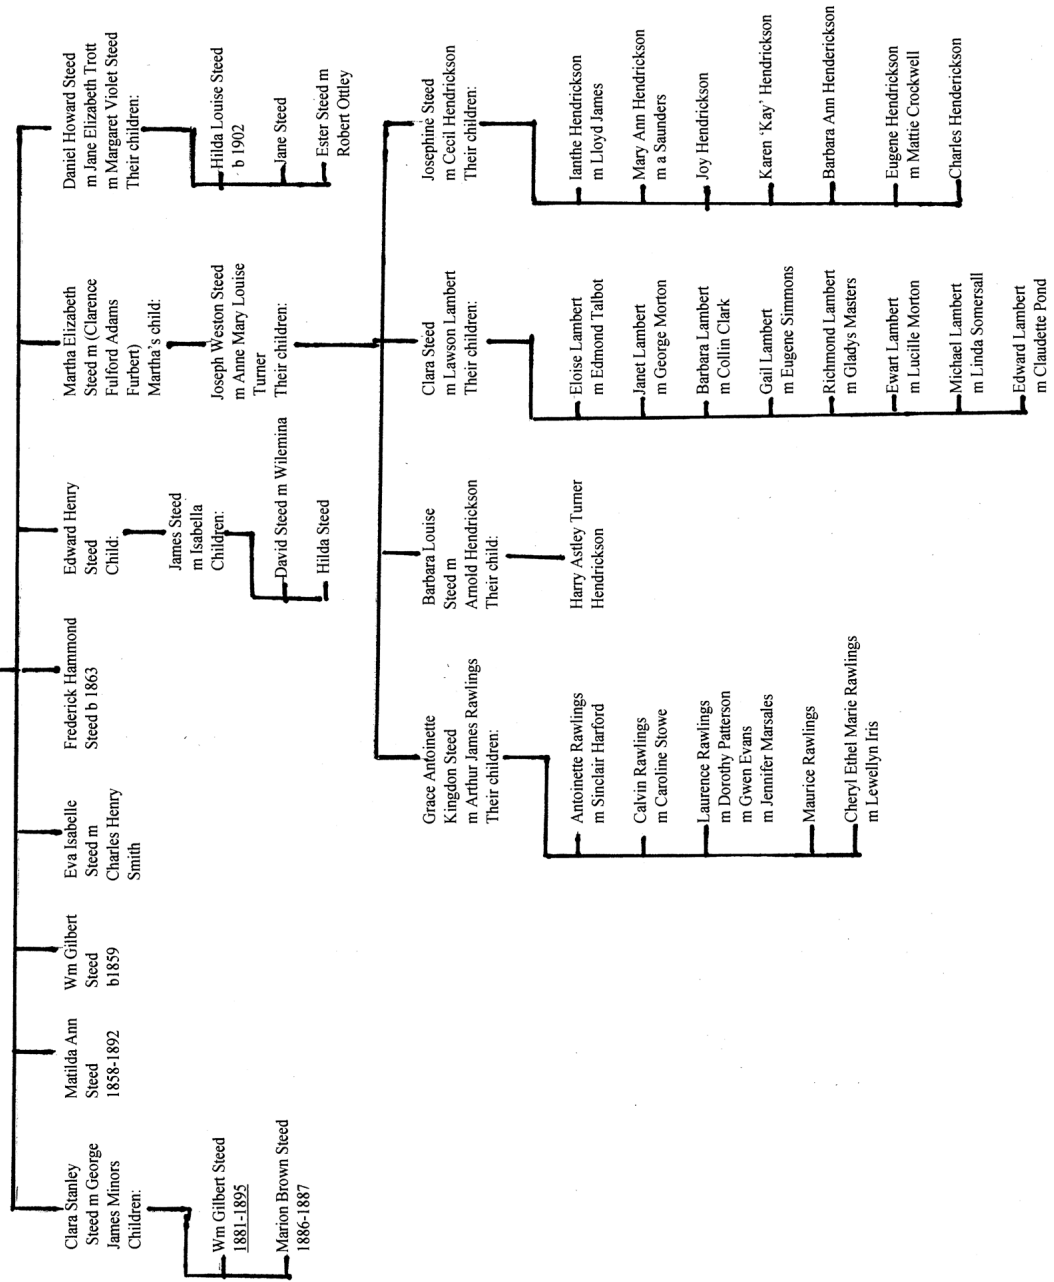 Clara Stanley
Steed m George
James Minors
Children:
Wm Gilbert Steed
1881-1895
Marion Brown Steed
1886-1887
Matilda Ann
Steed
1858-1892
Wm Gilbert
Steed
b1859
Eva Isabelle
Steed m
Charles Henry
Smith
Frederick Hammond
Steed b 1863
Edward Henry
Steed
Child:
James Steed
m Isabella
Children:
David Steed m Wilemina
Hilda Steed
Martha Elizabeth
Steed m (Clarence
Fulford Adams
Furbert)
Martha's child:
Joseph Weston Steed
m Anne Mary Louise
Turner
Their children:
Daniel Howard Steed
m Jane Elizabeth Trott
m Margaret Violet Steed
Their children:
Hilda Louise Steed
b 1902
Jane Steed
Ester Steed m
Robert Ottley
Grace Antoinette
Kingdon Steed
m Arthur James Rawlings
Their children:
Antoinette Rawlings
m Sinclair Harford
Calvin Rawlings
m Caroline Stowe
Laurence Rawlings
m Dorothy Patterson
m Gwen Evans
m Jennifer Marsales
Maurice Rawlings
Cheryl Ethel Marie Rawlings
m Lewellyn Iris
Barbara Louise
Steed m
Arnold Hendrickson
Their child:
Harry Astley Turner
Hendrickson
Clara Steed
m Lawson Lambert
Their children:
Eloise Lambert
m Edmond Talbot
Janet Lambert
m George Morton
Barbara Lambert
m Collin Clark
Gail Lambert
m Eugene Simmons
Richmond Lambert
m Gladys Masters
Ewart Lambert
m Lucille Morton
Michael Lambert
m Linda Somersall
Edward Lambert
m Claudette Pond
Josephine Steed
m Cecil Hendrickson
Their children:
Ianthe Hendrickson
m Lloyd James
Mary Ann Hendrickson
m a Saunders
Joy Hendrickson
Karen 'Kay' Hendrickson
Barbara Ann Henderickson
Eugene Hendrickson
m Mattie Crockwell
Charles Henderickson